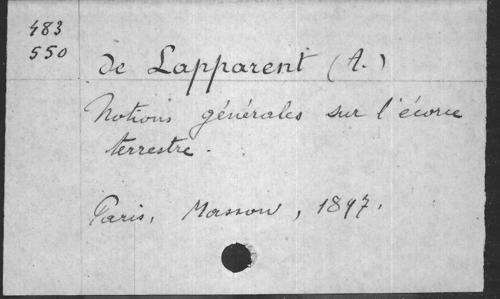 483
550
de Lapparent (A.)
Notions générales sur l'écorce
terrestre.
Paris, Masson, 1897.